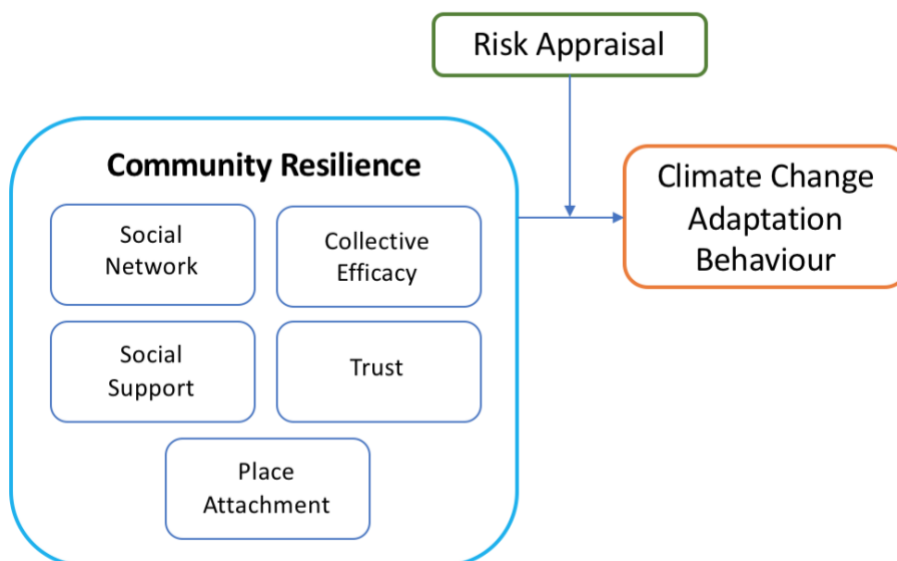 Risk Appraisal
Community Resilience
Social
Network
Collective
Efficacy
Social
Support
Trust
Place
Attachment
Climate Change
Adaptation
Behaviour